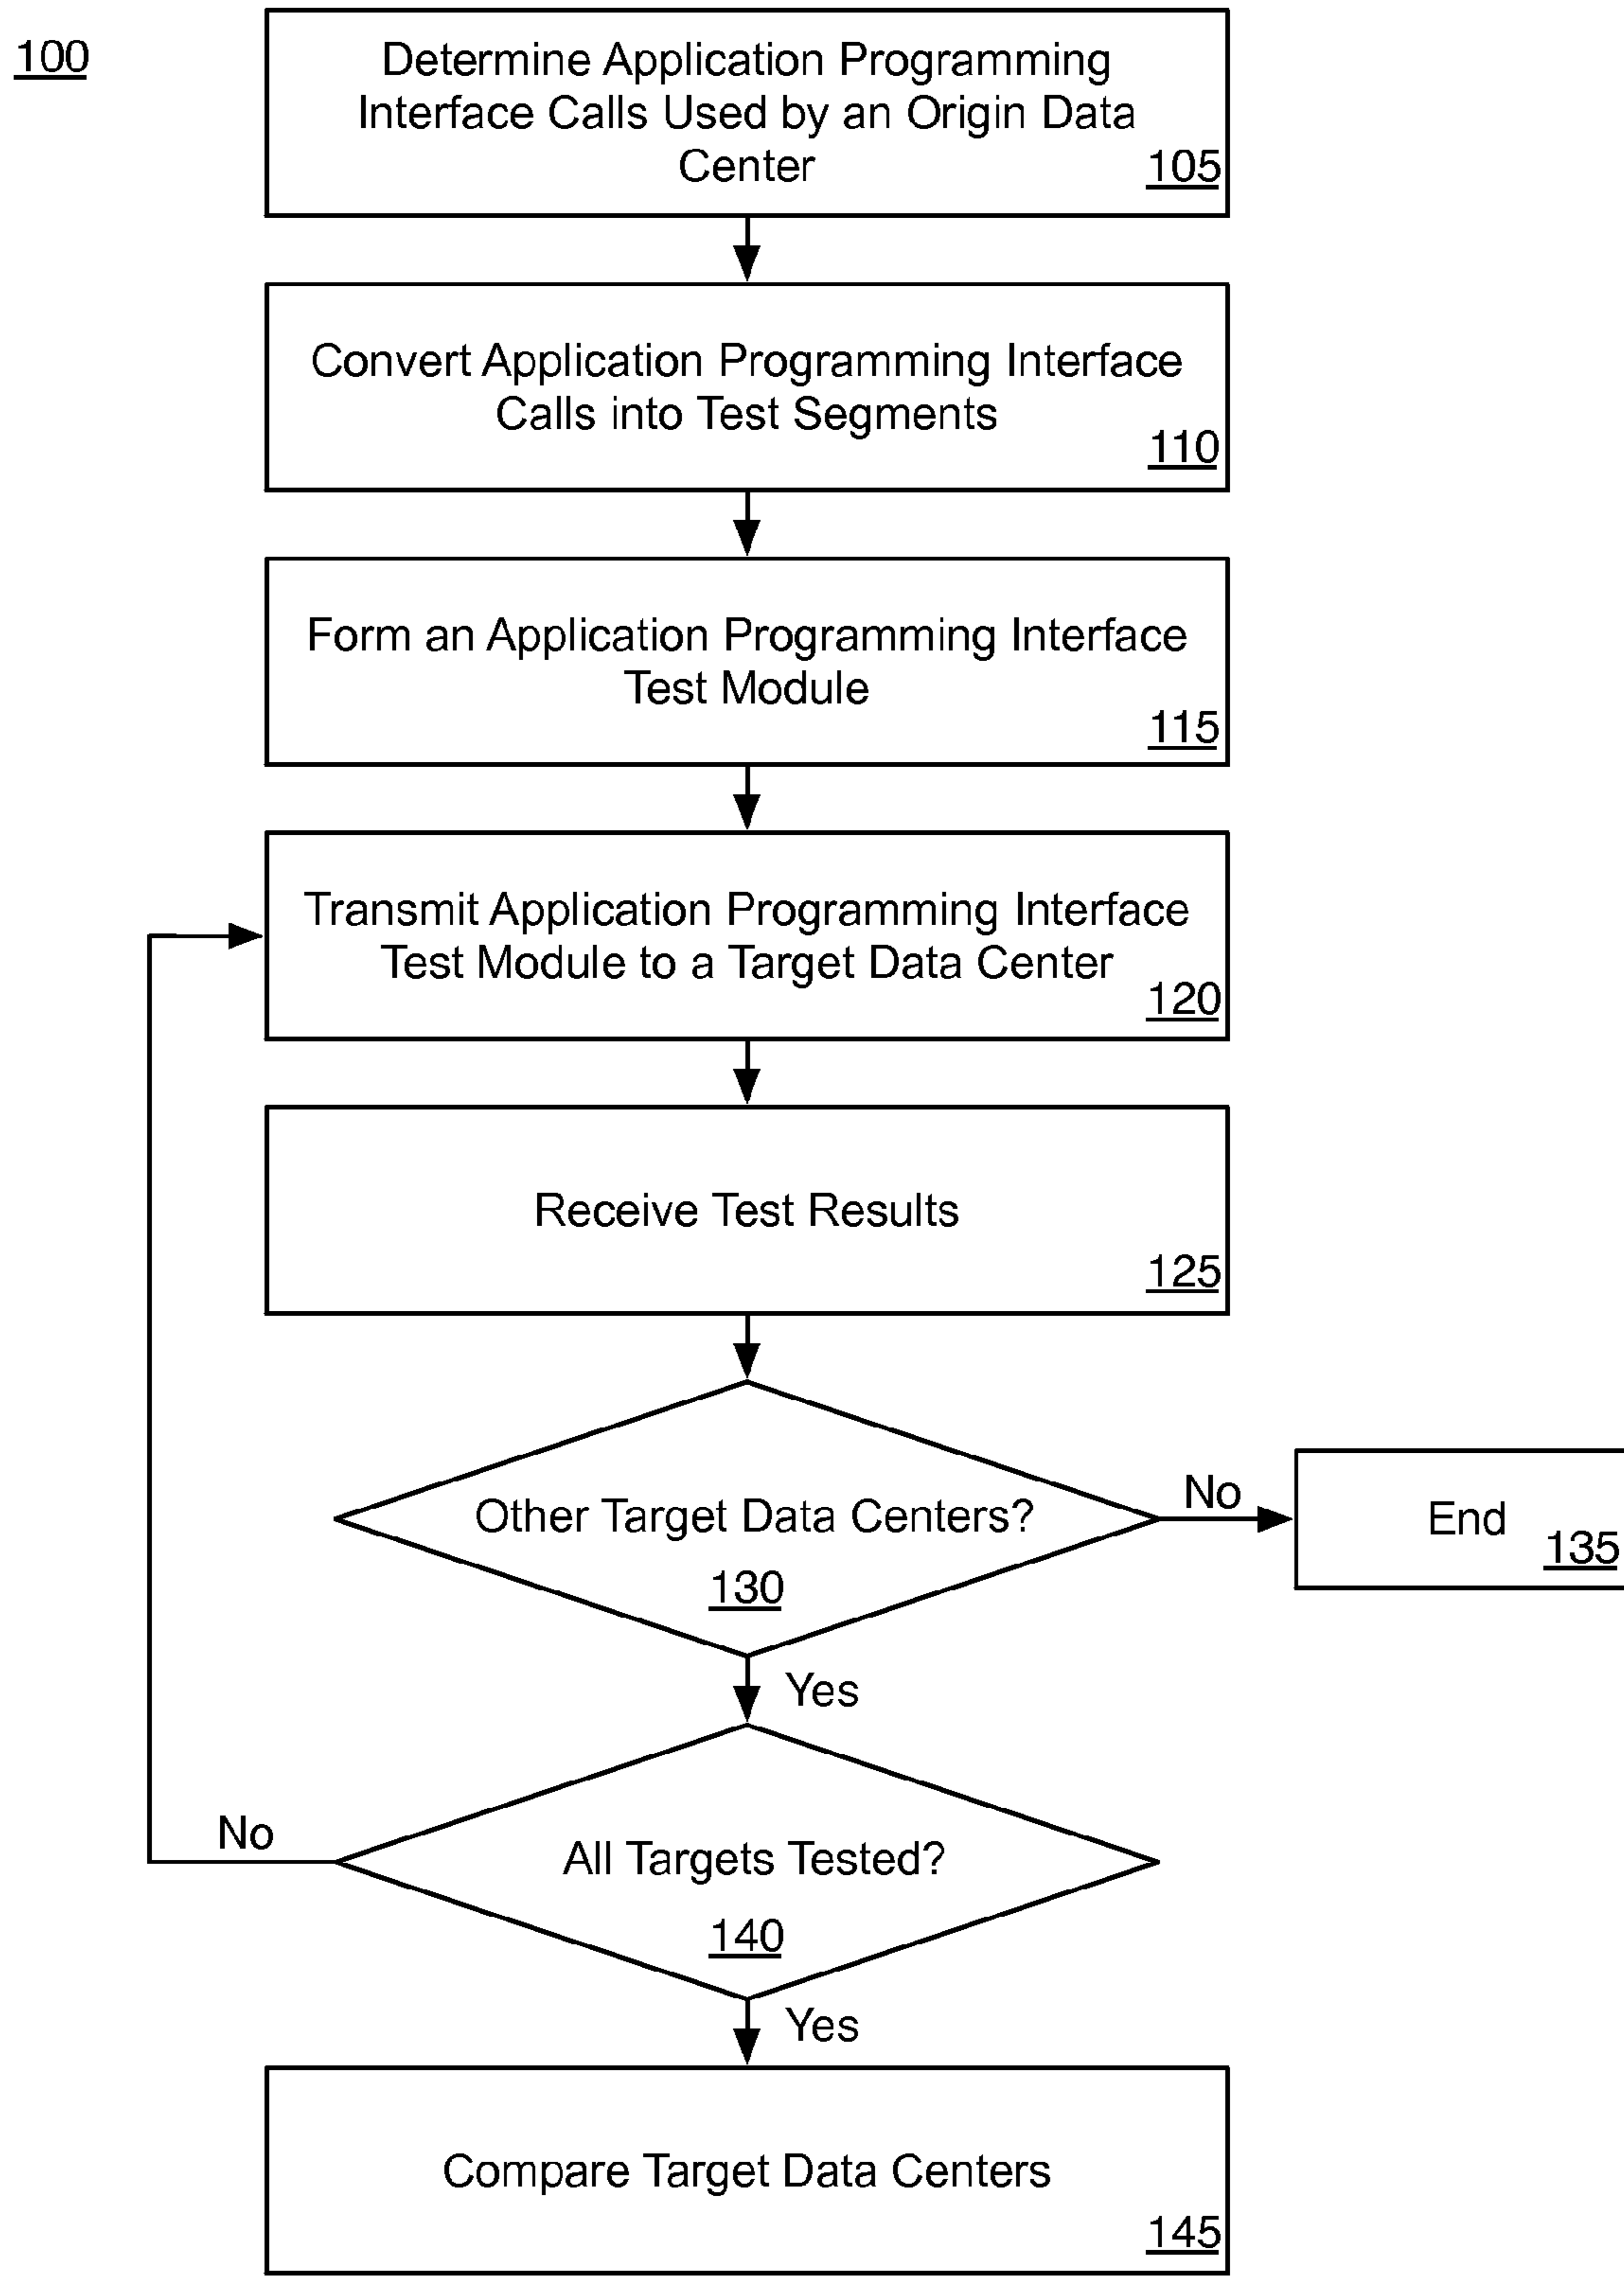 100
Determine Application Programming
Interface Calls Used by an Origin Data
Center
105
Convert Application Programming Interface
Calls into Test Segments
110
Form an Application Programming Interface
Test Module
115
Transmit Application Programming Interface
Test Module to a Target Data Center
120
Receive Test Results
125
Other Target Data Centers?
130
No
End
135
Yes
All Targets Tested?
140
No
Yes
Compare Target Data Centers
145